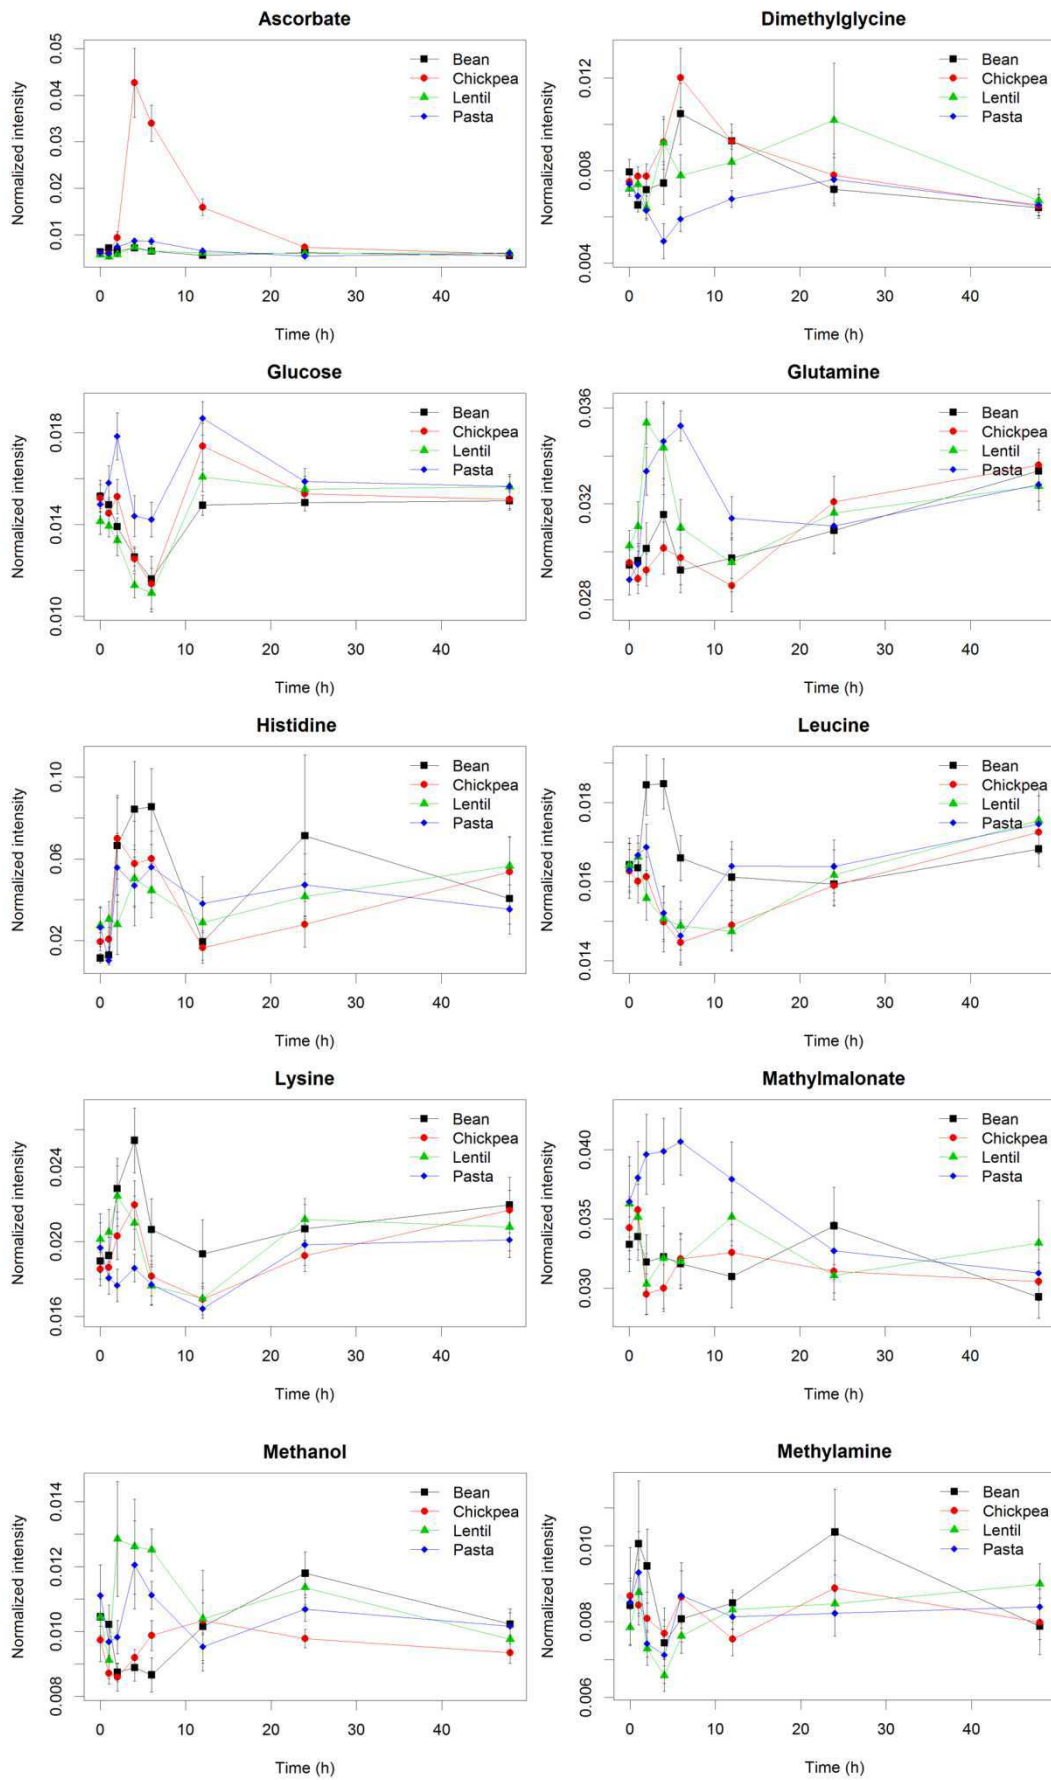 Ascorbate
Normalized intensity
0.01
0.02
0.03
0.04
0.05
Bean
Chickpea
Lentil
Pasta
0
10
20
30
40
Time (h)
Dimethylglycine
Normalized intensity
0.004
0.008
0.012
Bean
Chickpea
Lentil
Pasta
0
10
20
30
40
Time (h)
Glucose
Normalized intensity
0.010
0.014
0.018
Bean
Chickpea
Lentil
Pasta
0
10
20
30
40
Time (h)
Glutamine
Normalized intensity
0.028
0.032
0.036
Bean
Chickpea
Lentil
Pasta
0
10
20
30
40
Time (h)
Histidine
Normalized intensity
0.02
0.06
0.10
Bean
Chickpea
Lentil
Pasta
0
10
20
30
40
Time (h)
Leucine
Normalized intensity
0.014
0.016
0.018
Bean
Chickpea
Lentil
Pasta
0
10
20
30
40
Time (h)
Lysine
Normalized intensity
0.016
0.020
0.024
Bean
Chickpea
Lentil
Pasta
0
10
20
30
40
Time (h)
Mathylmalonate
Normalized intensity
0.030
0.035
0.040
Bean
Chickpea
Lentil
Pasta
0
10
20
30
40
Time (h)
Methanol
Normalized intensity
0.008
0.010
0.012
0.014
Bean
Chickpea
Lentil
Pasta
0
10
20
30
40
Time (h)
Methylamine
Normalized intensity
0.006
0.008
0.010
Bean
Chickpea
Lentil
Pasta
0
10
20
30
40
Time (h)